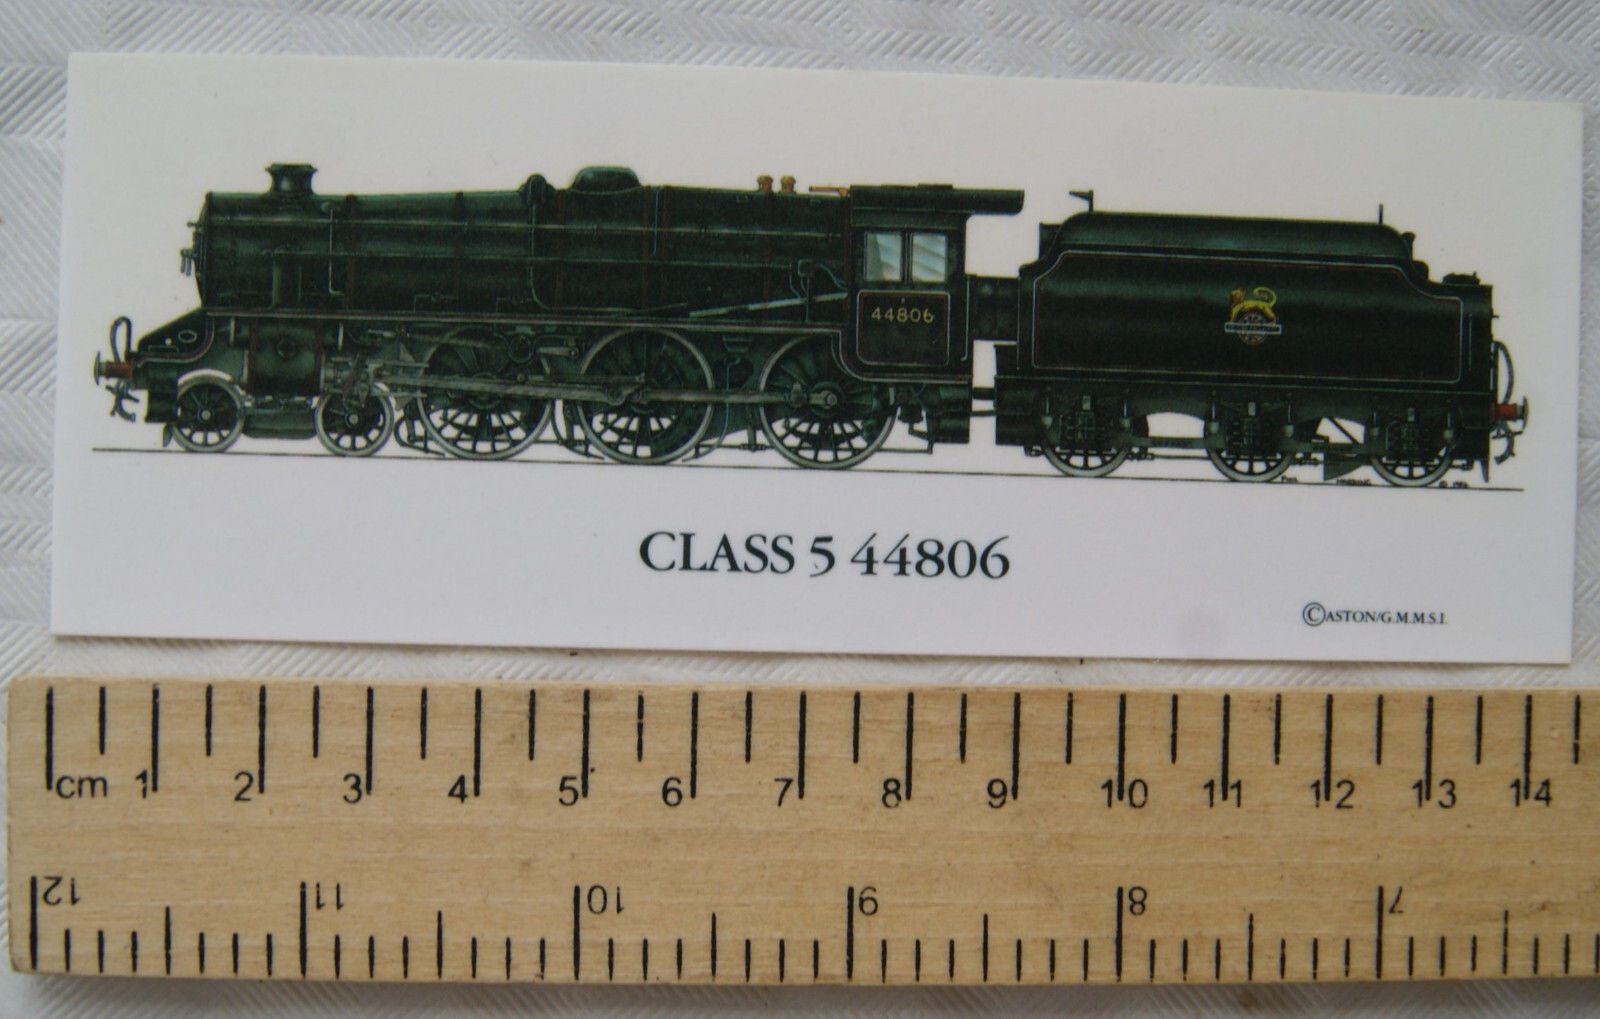 44806
CLASS 5 44806
©ASTON/G.M.M.S.I.
cm 1 2 3 4 5 6 7 8 9 10 11 12 13 14
12 11 10 9 8 7